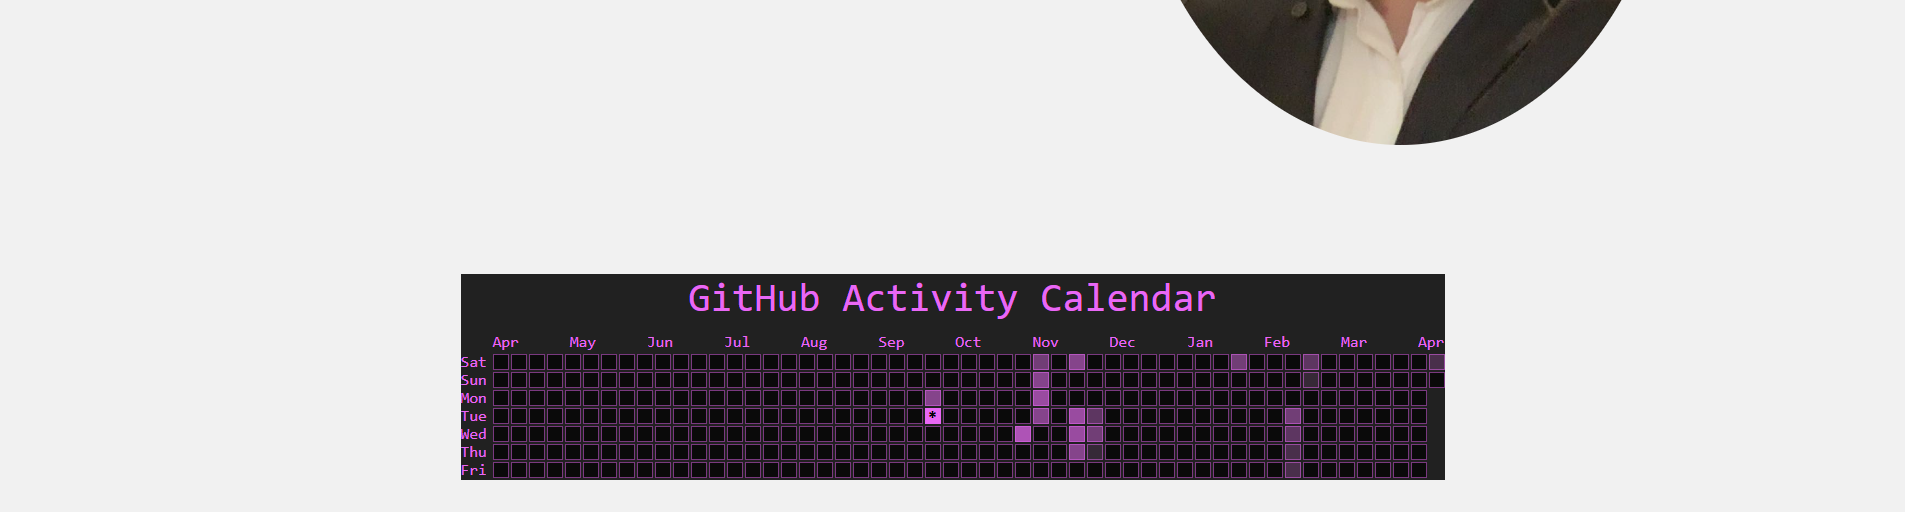 GitHub Activity Calendar
Apr May Jun Jul Aug Sep Oct Nov Dec Jan Feb Mar Apr
Sat
Sun
Mon
Tue *
Wed
Thu
Fri